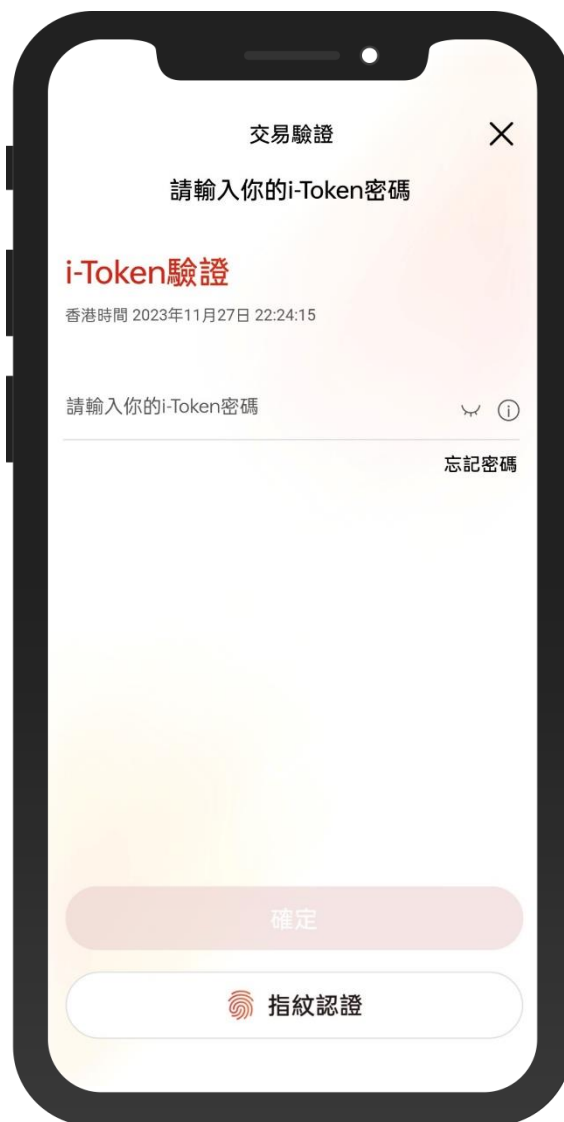 交易驗證
請輸入你的i-Token密碼
i-Token驗證
香港時間 2023年11月27日 22:24:15
請輸入你的i-Token密碼
忘記密碼
確定
指紋認證